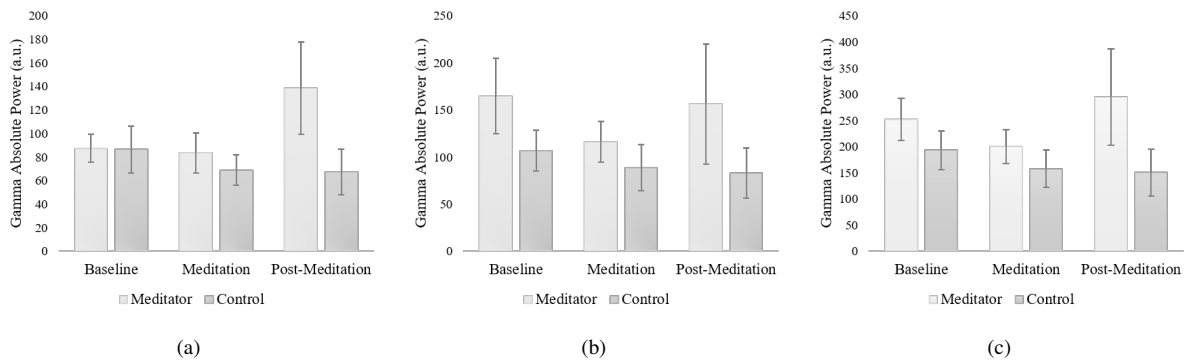 Gamma Absolute Power (a.u.)
200
180
160
140
120
100
80
60
40
20
0
Baseline Meditation Post-Meditation
Meditator Control
(a)
Gamma Absolute Power (a.u.)
250
200
150
100
50
0
Baseline Meditation Post-Meditation
Meditator Control
(b)
Gamma Absolute Power (a.u.)
450
400
350
300
250
200
150
100
50
0
Baseline Meditation Post-Meditation
Meditator Control
(c)